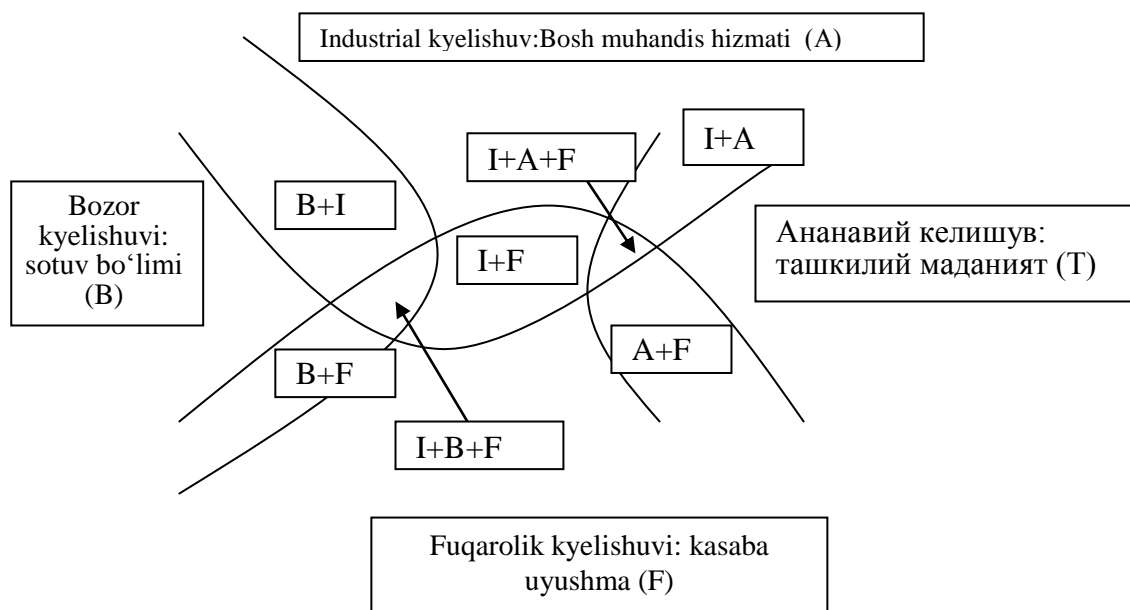 Industrial kyelishuv:Bosh muhandis hizmati (A)
I+A
I+A+F
B+I
Bozor
kyelishuvi:
sotuv bo‘limi
(B)
I+F
Ананавий келишув:
ташкилий маданият (Т)
A+F
B+F
I+B+F
Fuqarolik kyelishuvi: kasaba
uyushma (F)